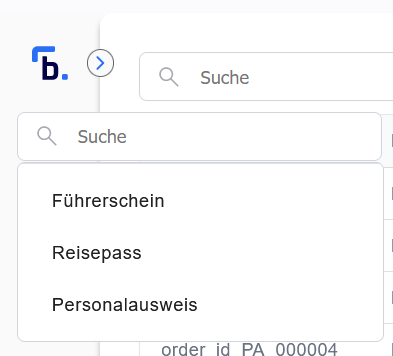 b.
Suche
Suche
Führerschein
Reisepass
Personalausweis
order_id_PA_000004